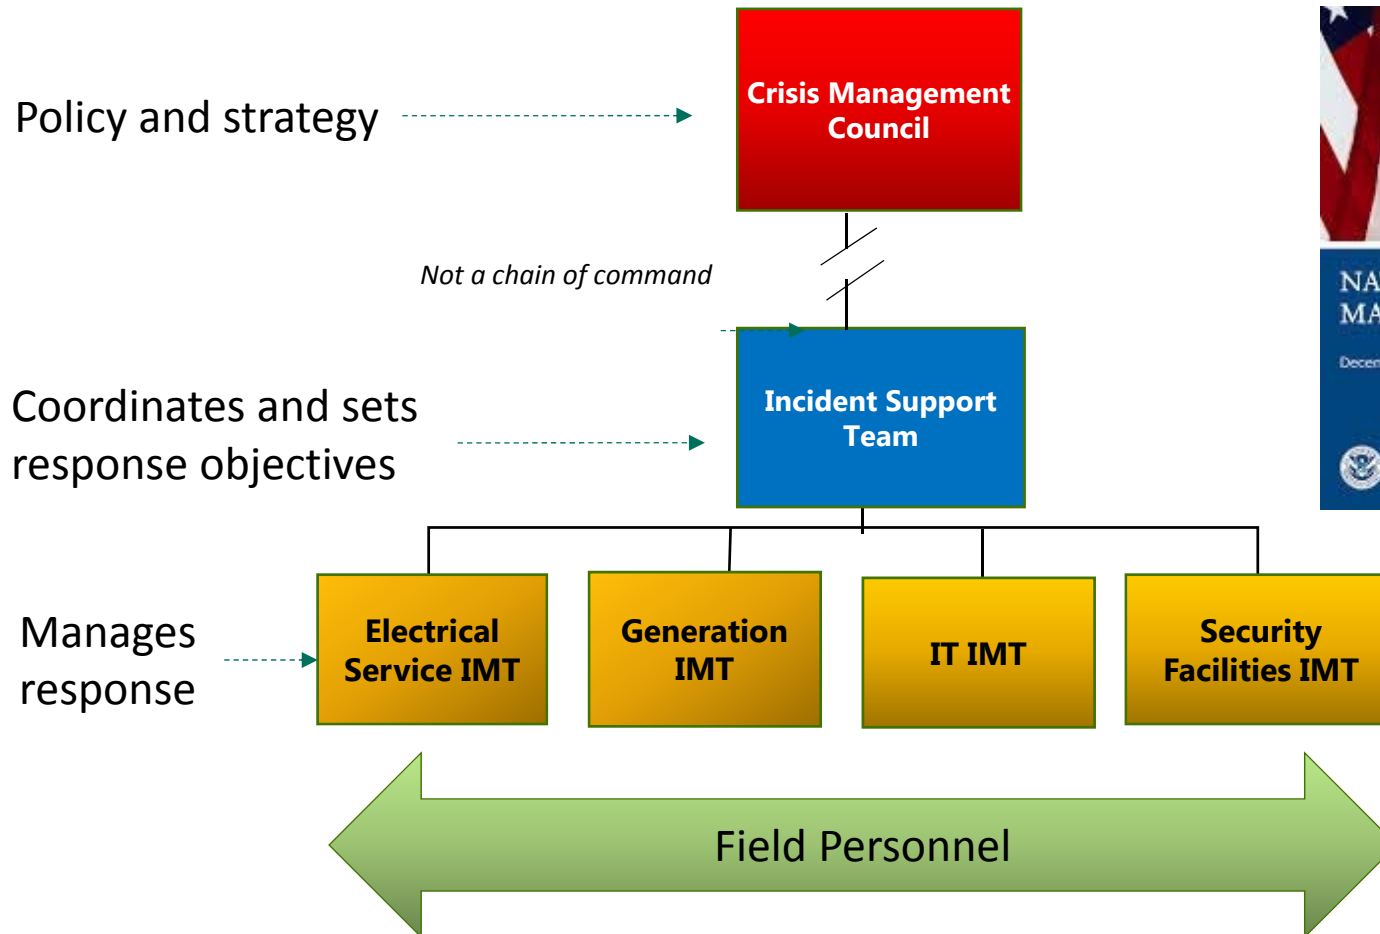 Policy and strategy
Crisis Management
Council
Not a chain of command
Coordinates and sets
response objectives
Incident Support
Team
Manages
response
Electrical
Service IMT
Generation
IMT
IT IMT
Security
Facilities IMT
Field Personnel